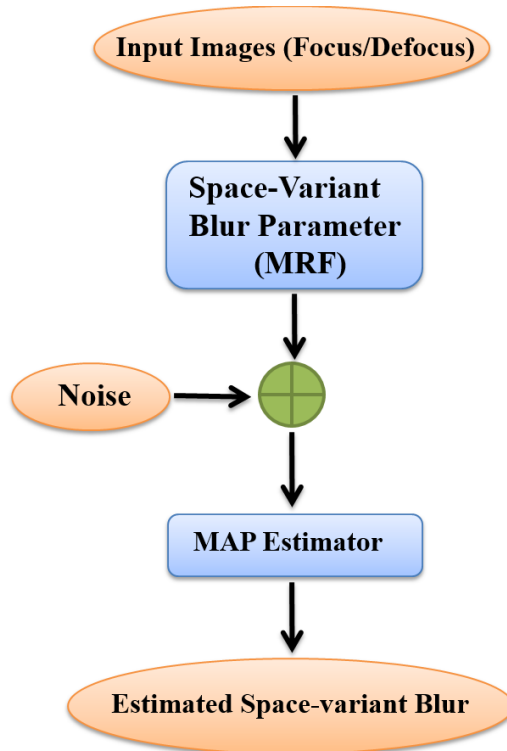 Input Images (Focus/Defocus)
Space-Variant
Blur Parameter
(MRF)
Noise
MAP Estimator
Estimated Space-variant Blur